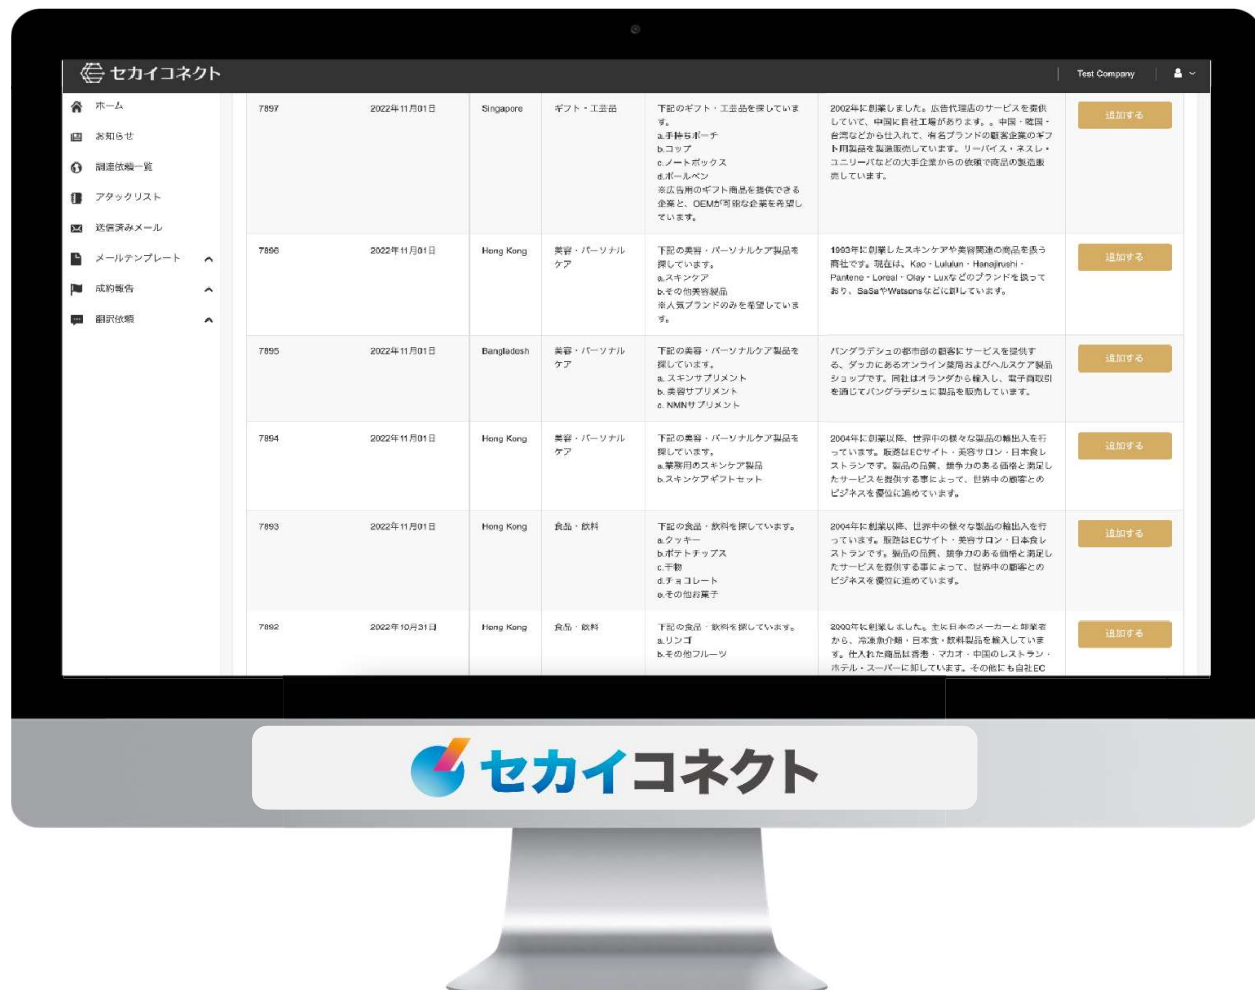 セカイコネクト
Test Company
ホーム
お知らせ
調達依頼一覧
アタックリスト
送信済みメール
メールテンプレート
成約報告
翻訳依頼
7897
2022年11月01日
Singapore
ギフト・工芸品
下記のギフト・工芸品を探していま
す。
a.手持ちポーチ
b.コップ
c.ノートボックス
d.ボールペン
※広告用のギフト商品を提供できる
企業と、OEMが可能な企業を希望し
ています。
2002年に創業しました。広告代理店のサービスを提供
していて、中国に自社工場があります。。中国・韓国・
台湾などから仕入れて、有名ブランドの顧客企業のギフ
ト用製品を製造販売しています。リーバイス・ネスレ・
ユニリーバなどの大手企業からの依頼で商品の製造販
売しています。
追加する
7896
2022年11月01日
Hong Kong
美容・パーソナル
ケア
下記の美容・パーソナルケア製品を
探しています。
a.スキンケア
b.その他美容製品
※人気ブランドのみを希望していま
す。
1993年に創業したスキンケアや美容関連の商品を扱う
商社です。現在は、Kao・Lululun・Hanajirushi・
Pantene・Loreal・Olay・Luxなどのブランドを扱って
おり、SaSaやWatsonsなどに卸しています。
追加する
7895
2022年11月01日
Bangladesh
美容・パーソナル
ケア
下記の美容・パーソナルケア製品を
探しています。
a. スキンサプリメント
b. 美容サプリメント
c. NMNサプリメント
バングラデシュの都市部の顧客にサービスを提供す
る、ダッカにあるオンライン薬局およびヘルスケア製品
ショップです。同社はオランダから輸入し、電子商取引
を通じてバングラデシュに製品を販売しています。
追加する
7894
2022年11月01日
Hong Kong
美容・パーソナル
ケア
下記の美容・パーソナルケア製品を
探しています。
a.業務用のスキンケア製品
b.スキンケアギフトセット
2004年に創業以降、世界中の様々な製品の輸出入を行
っています。販路はECサイト・美容サロン・日本食レ
ストランです。製品の品質、競争力のある価格と満足し
たサービスを提供する事によって、世界中の顧客との
ビジネスを優位に進めています。
追加する
7893
2022年11月01日
Hong Kong
食品・飲料
下記の食品・飲料を探しています。
a.クッキー
b.ポテトチップス
c.干物
d.チョコレート
e.その他お菓子
2004年に創業以降、世界中の様々な製品の輸出入を行
っています。販路はECサイト・美容サロン・日本食レ
ストランです。製品の品質、競争力のある価格と満足し
たサービスを提供する事によって、世界中の顧客との
ビジネスを優位に進めています。
追加する
7892
2022年10月31日
Hong Kong
食品・飲料
下記の食品・飲料を探しています。
a.リンゴ
b.その他フルーツ
2000年に創業しました。主に日本のメーカーと卸業者
から、冷凍魚介類・日本食・飲料製品を輸入していま
す。仕入れた商品は香港・マカオ・中国のレストラン・
ホテル・スーパーに卸しています。その他にも自社EC
追加する
セカイコネクト